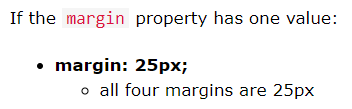 If the margin property has one value:
margin: 25px;
all four margins are 25px